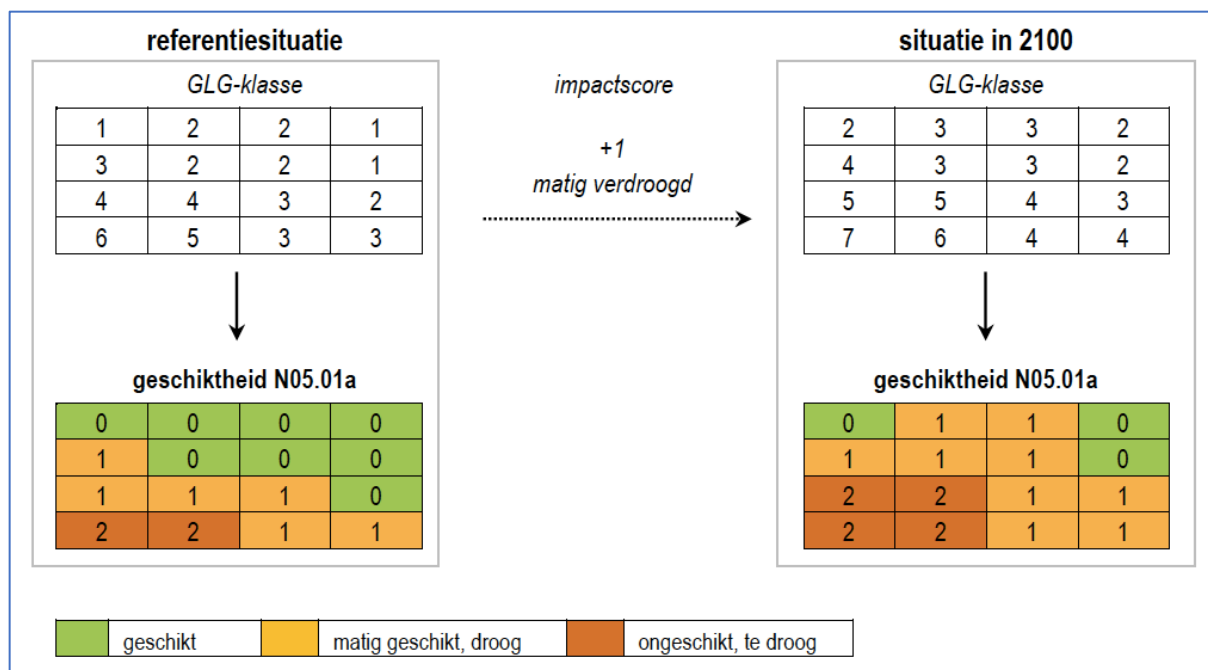 referentiesituatie
GLG-klasse
1 2 2 1
3 2 2 1
4 4 3 2
6 5 3 3
geschiktheid N05.01a
0 0 0 0
1 0 0 0
1 1 1 0
2 2 1 1
impactscore
+1
matig verdroogd
situatie in 2100
GLG-klasse
2 3 3 2
4 3 3 2
5 5 4 3
7 6 4 4
geschiktheid N05.01a
0 1 1 0
1 1 1 0
2 2 1 1
2 2 1 1
geschikt matig geschikt, droog ongeschikt, te droog